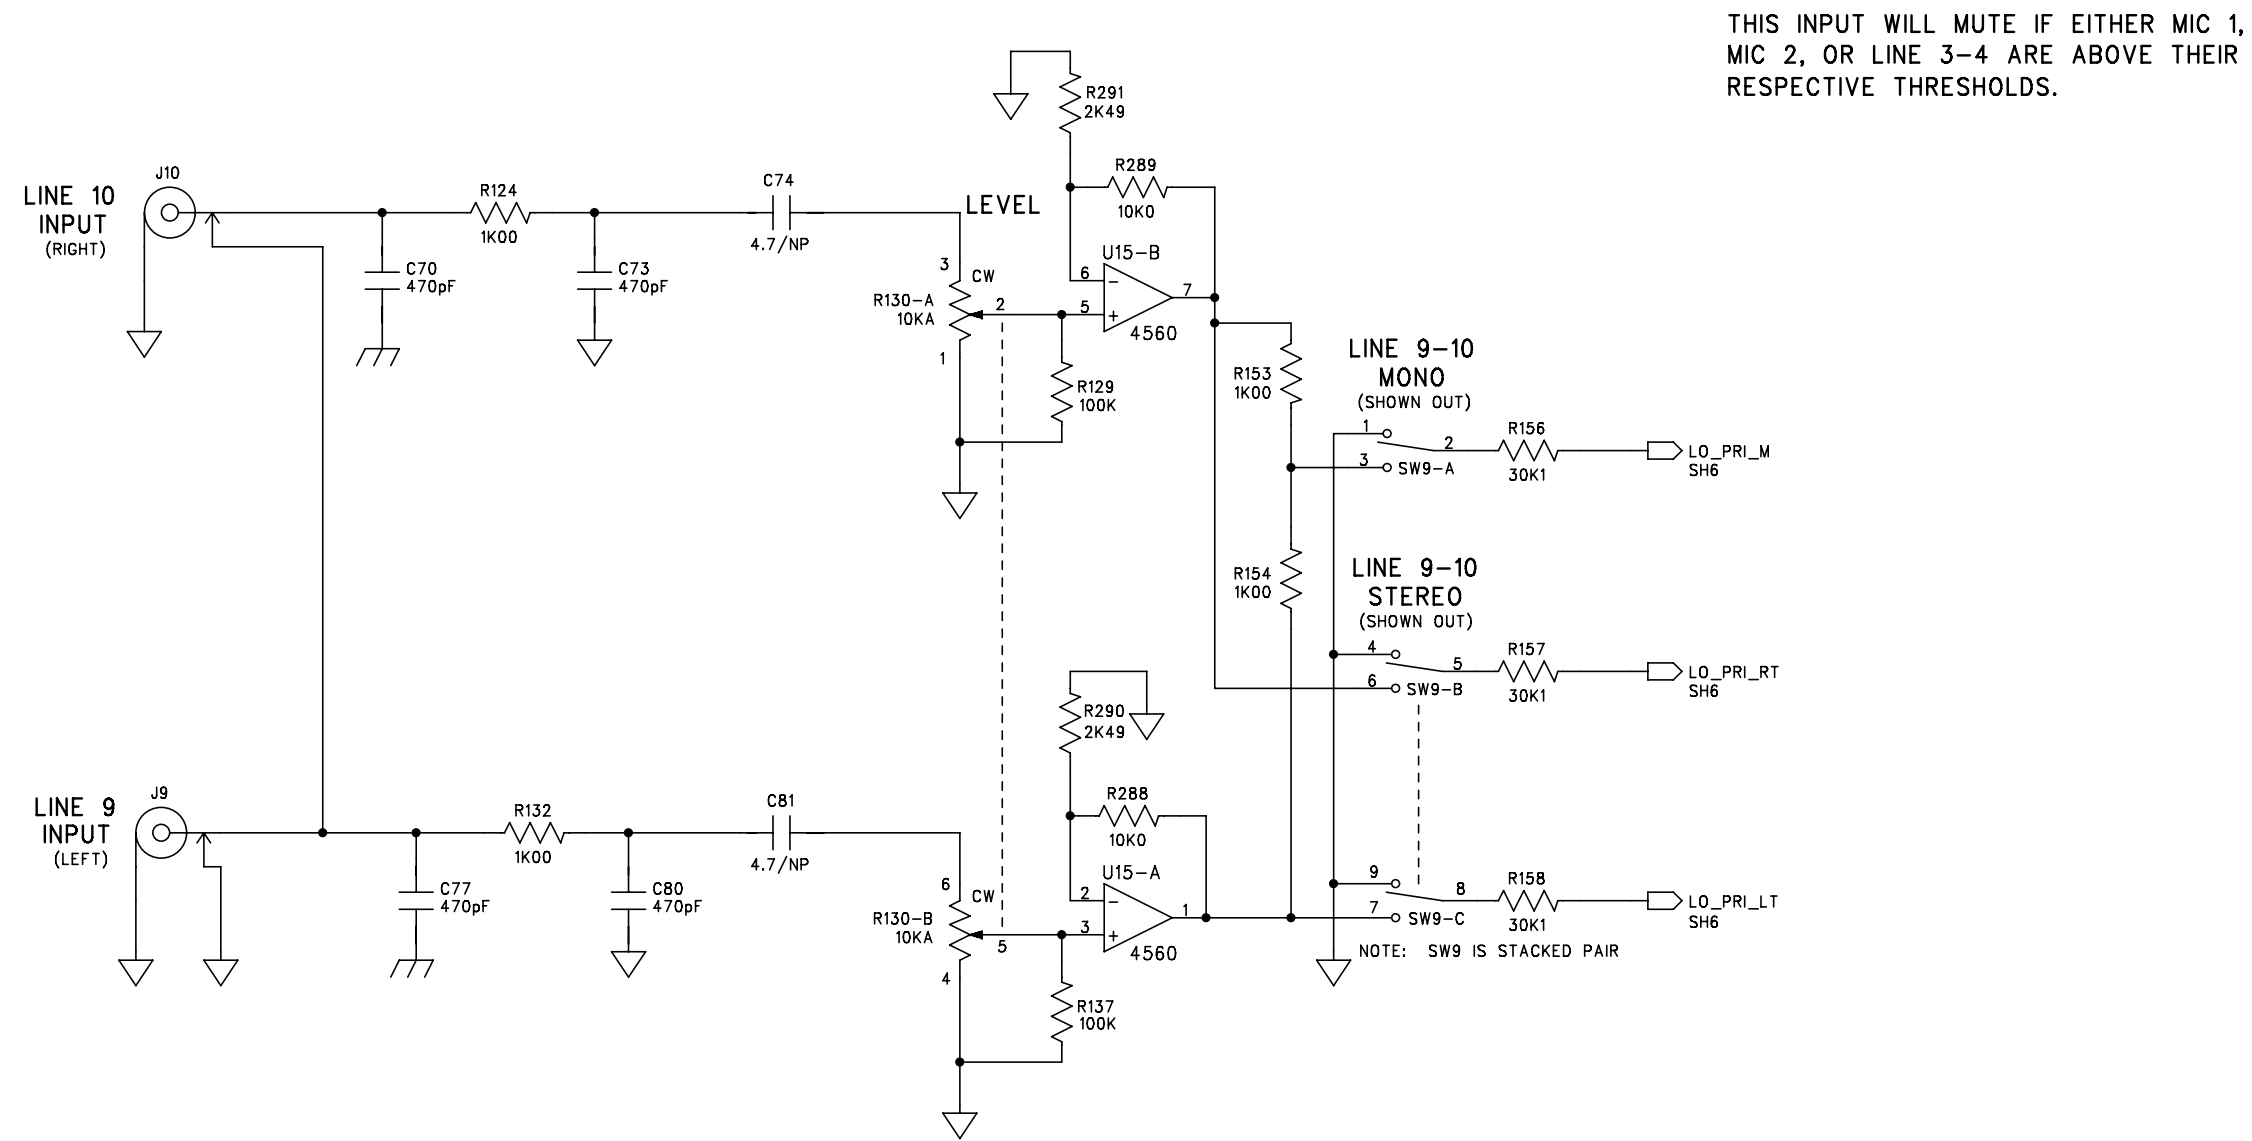 THIS INPUT WILL MUTE IF EITHER MIC 1,
MIC 2, OR LINE 3-4 ARE ABOVE THEIR
RESPECTIVE THRESHOLDS.
R291
2K49
R289
10K0
J10
LINE 10
INPUT
(RIGHT)
R124
1K00
C74
4.7/NP
LEVEL
C70
470pF
C73
470pF
3
CW
R130-A
10KA
2
1
U15-B
6
-
5
+
7
4560
R129
100K
R153
1K00
LINE 9-10
MONO
(SHOWN OUT)
1
2
3
SW9-A
R156
30K1
LO_PRI_M
SH6
R154
1K00
LINE 9-10
STEREO
(SHOWN OUT)
4
5
6
SW9-B
R157
30K1
LO_PRI_RT
SH6
R290
2K49
R288
10K0
J9
LINE 9
INPUT
(LEFT)
R132
1K00
C81
4.7/NP
C77
470pF
C80
470pF
6
CW
R130-B
10KA
5
4
U15-A
2
-
3
+
1
4560
R137
100K
9
8
7
SW9-C
R158
30K1
LO_PRI_LT
SH6
NOTE: SW9 IS STACKED PAIR